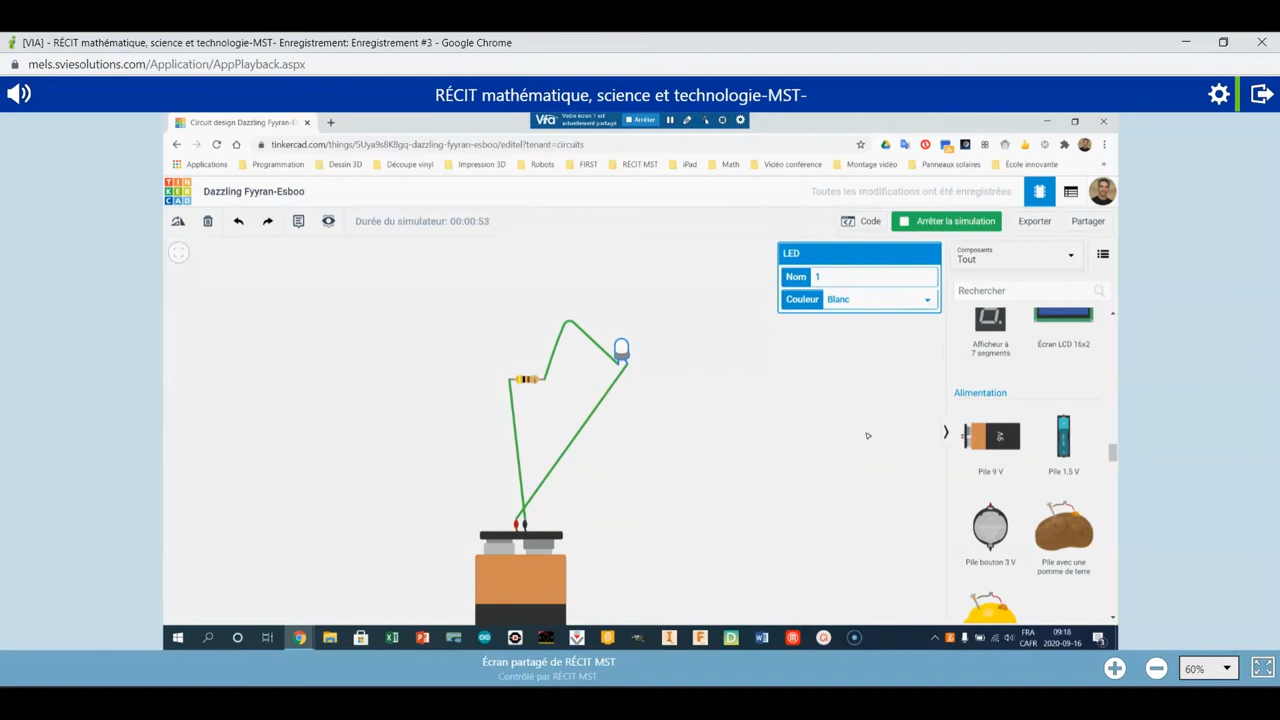 [VIA] - RÉCIT mathématique, science et technologie-MST- Enregistrement: Enregistrement #3 - Google Chrome
mels.sviesolutions.com/Application/AppPlayback.aspx
RÉCIT mathématique, science et technologie-MST-
Circuit design Dazzling Fyyran-Es
Votre écran 1 est
actuellement partagé
Arrêter
tinkercad.com/things/5Uya9s8KBgq-dazzling-fyyran-esboo/editel?tenant=circuits
Applications
Programmation
Dessin 3D
Découpe vinyl
Impression 3D
Robots
FIRST
RÉCIT MST
iPad
Math
Vidéo conférence
Montage vidéo
Panneaux solaires
École innovante
TINKERCAD
Dazzling Fyyran-Esboo
Toutes les modifications ont été enregistrées
Durée du simulateur: 00:00:53
Code
Arrêter la simulation
Exporter
Partager
LED
Nom 1
Couleur Blanc
Composants
Tout
Rechercher
Afficheur à
7 segments
Écran LCD 16x2
Alimentation
9V
Pile 9 V
Pile 1,5 V
Pile bouton 3 V
Pile avec une
pomme de terre
FRA
CAFR
09:18
2020-09-16
3
Écran partagé de RÉCIT MST
Contrôlé par RÉCIT MST
60%